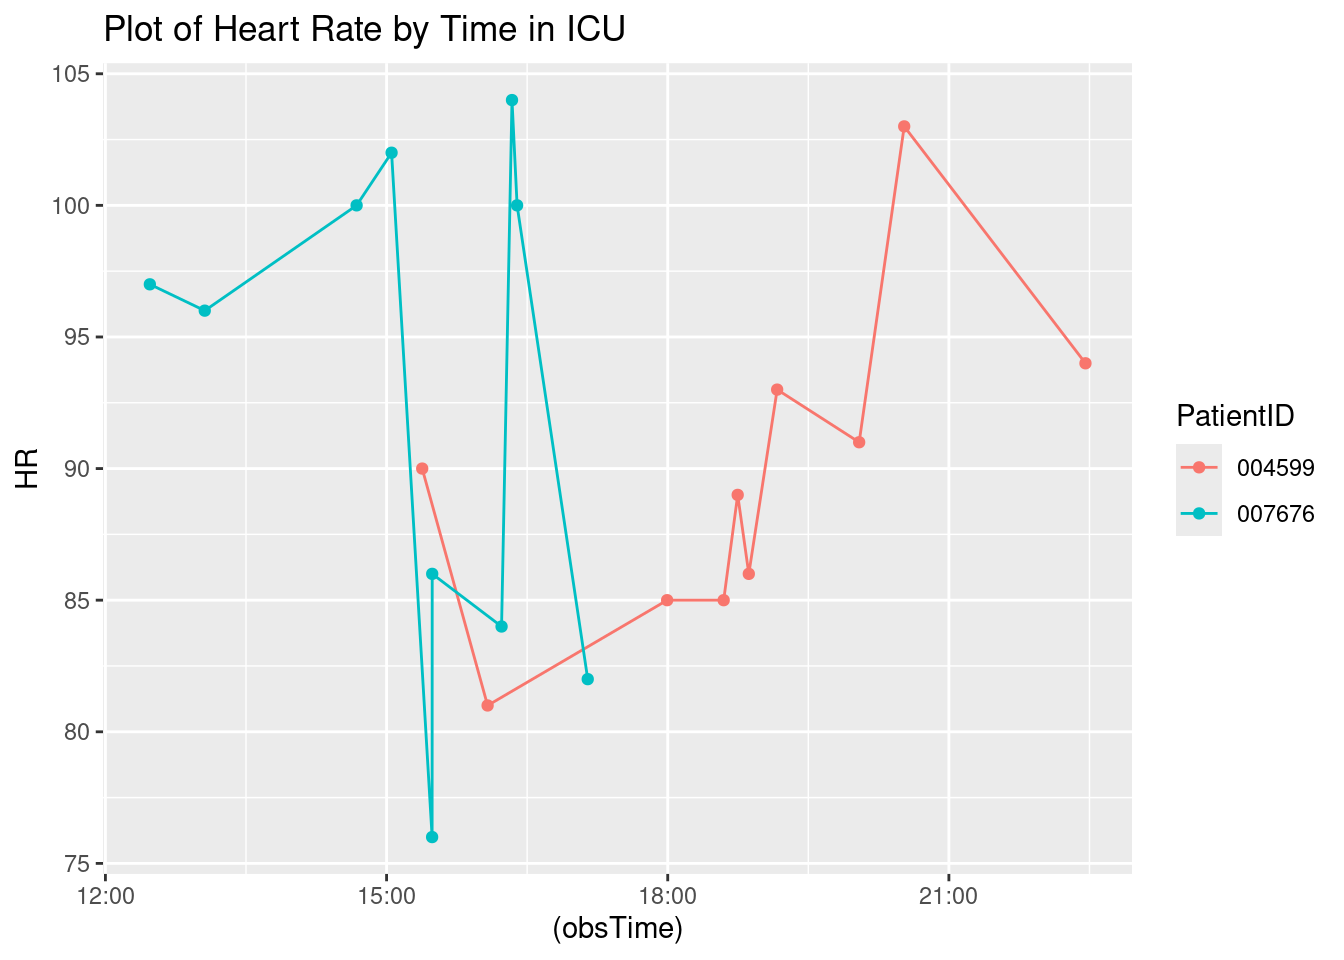 Plot of Heart Rate by Time in ICU
105
100
95
90
85
80
75
HR
12:00 15:00 18:00 21:00
(obsTime)
PatientID
004599
007676